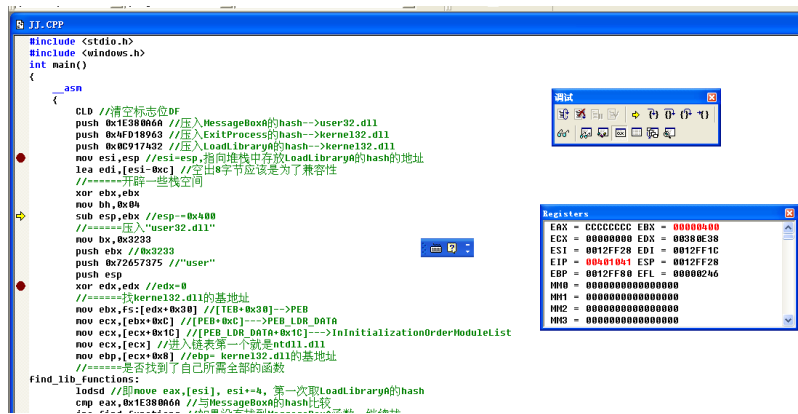 JJ.CPP
#include <stdio.h>
#include <windows.h>
int main()
{
__asm
{
CLD //清空标志位DF
push 0x1E380A6A //压入MessageBoxA的hash-->user32.dll
push 0x4FD18963 //压入ExitProcess的hash-->kernel32.dll
push 0x0C917432 //压入LoadLibraryA的hash-->kernel32.dll
mov esi,esp //esi=esp,指向堆栈中存放LoadLibraryA的hash的地址
lea edi,[esi-0xc] //空出8字节应该是为了兼容性
//======开辟一些栈空间
xor ebx,ebx
mov bh,0x04
sub esp,ebx //esp-=0x400
//======压入"user32.dll"
mov bx,0x3233
push ebx //0x3233
push 0x72657375 //"user"
push esp
xor edx,edx //edx=0
//======找kernel32.dll的基地址
mov ebx,fs:[edx+0x30] //[TEB+0x30]-->PEB
mov ecx,[ebx+0xC] //[PEB+0xC]--->PEB_LDR_DATA
mov ecx,[ecx+0x1C] //[PEB_LDR_DATA+0x1C]--->InInitializationOrderModuleList
mov ecx,[ecx] //进入链表第一个就是ntdll.dll
mov ebp,[ecx+0x8] //ebp= kernel32.dll的基地址
//======是否找到了自己所需全部的函数
find_lib_functions:
lodsd //即move eax,[esi], esi+=4, 第一次取LoadLibraryA的hash
cmp eax,0x1E380A6A //与MessageBoxA的hash比较
调试
Registers
EAX = CCCCCCCC EBX = 00000400
ECX = 00000000 EDX = 00380E38
ESI = 0012FF28 EDI = 0012FF1C
EIP = 00401041 ESP = 0012FF28
EBP = 0012FF80 EFL = 00000246
MM0 = 0000000000000000
MM1 = 0000000000000000
MM2 = 0000000000000000
MM3 = 0000000000000000